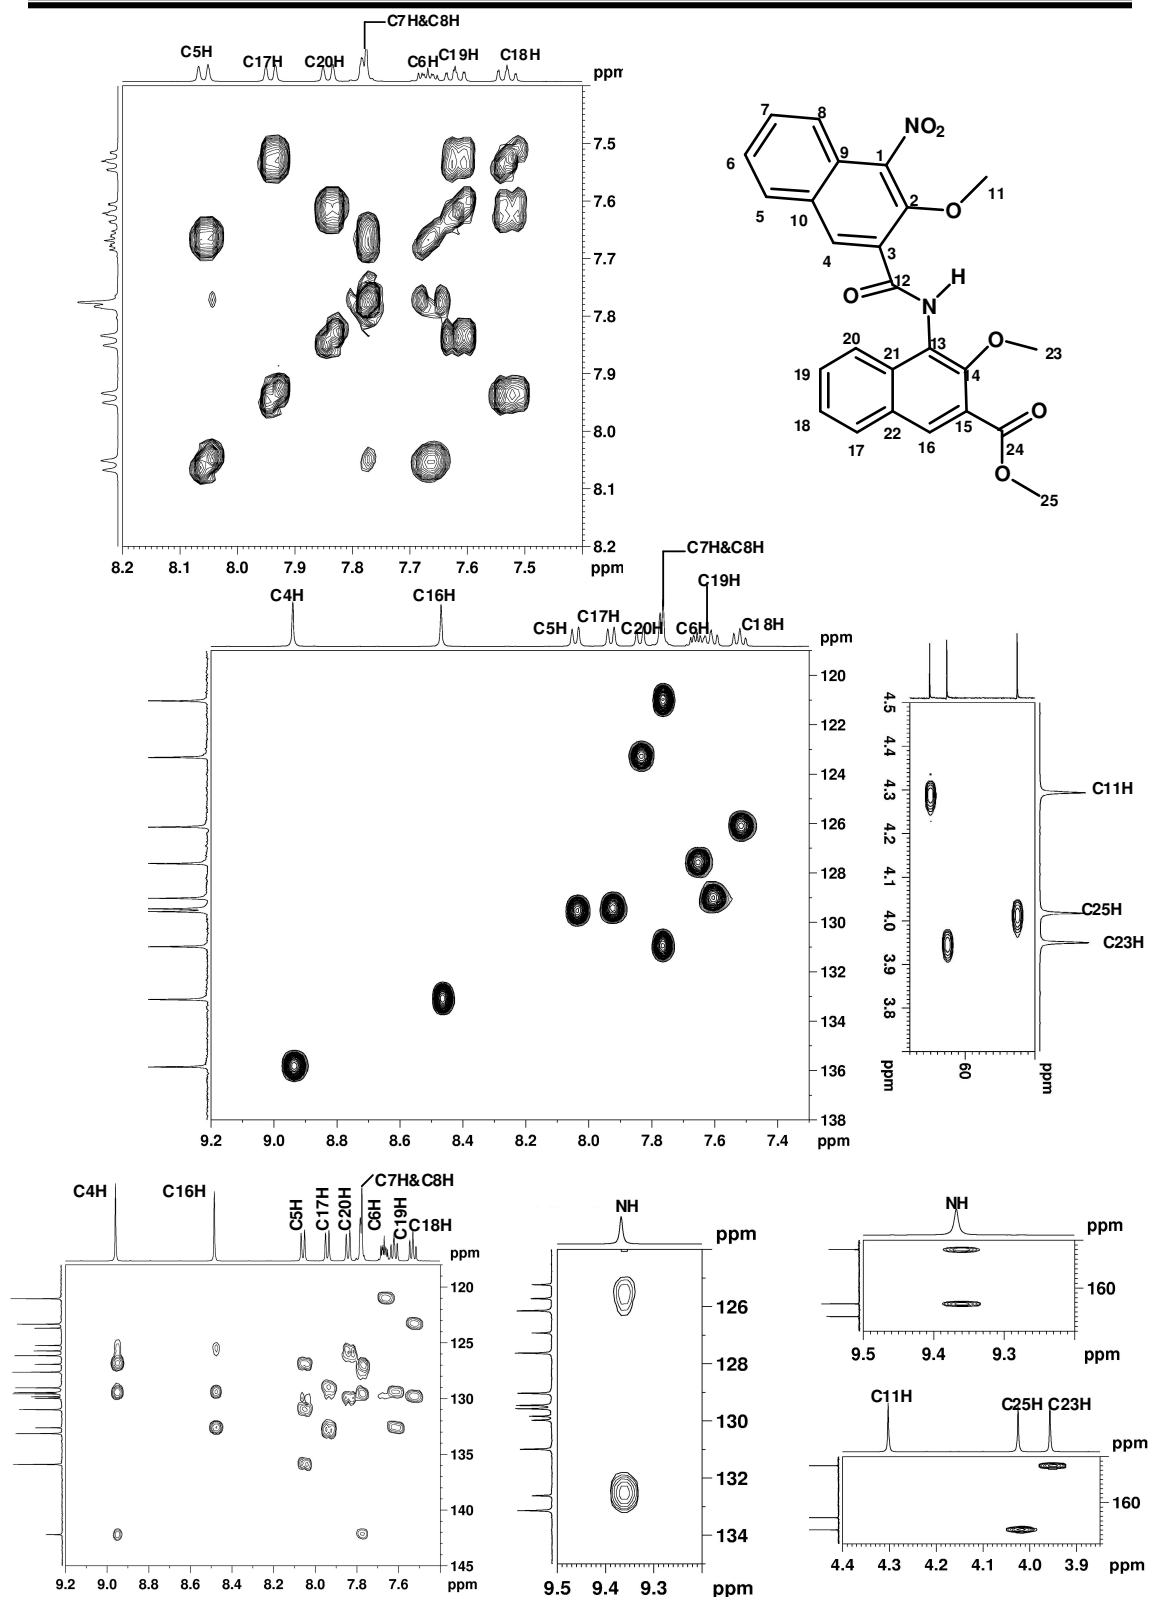 C7H&C8H
C5H C17H C20H C6H C19H C18H
ppm
7.5
7.6
7.7
7.8
7.9
8.0
8.1
8.2
8.2 8.1 8.0 7.9 7.8 7.7 7.6 7.5 ppm
7 8 NO2
6 9 1 11
5 10 2 O
4 3
12 H
O N
20 21 13 O 23
19 14
18 22 15 O
17 16 24
O
25
C7H&C8H
C19H
C4H C16H C5H C17H C20H C6H C18H
ppm
120
122
124
126
128
130
132
134
136
138
9.2 9.0 8.8 8.6 8.4 8.2 8.0 7.8 7.6 7.4 ppm
4.5
4.4
4.3 C11H
4.2
4.1
4.0 C25H
3.9 C23H
3.8
ppm 60 ppm
C7H&C8H
C4H C16H C5H C17H C20H C6H C19H C18H
ppm
120
125
130
135
140
145
9.2 9.0 8.8 8.6 8.4 8.2 8.0 7.8 7.6 ppm
NH
ppm
126
128
130
132
134
9.5 9.4 9.3 ppm
NH
ppm
160
9.5 9.4 9.3 ppm
C11H C25H C23H
ppm
160
4.4 4.3 4.2 4.1 4.0 3.9 ppm